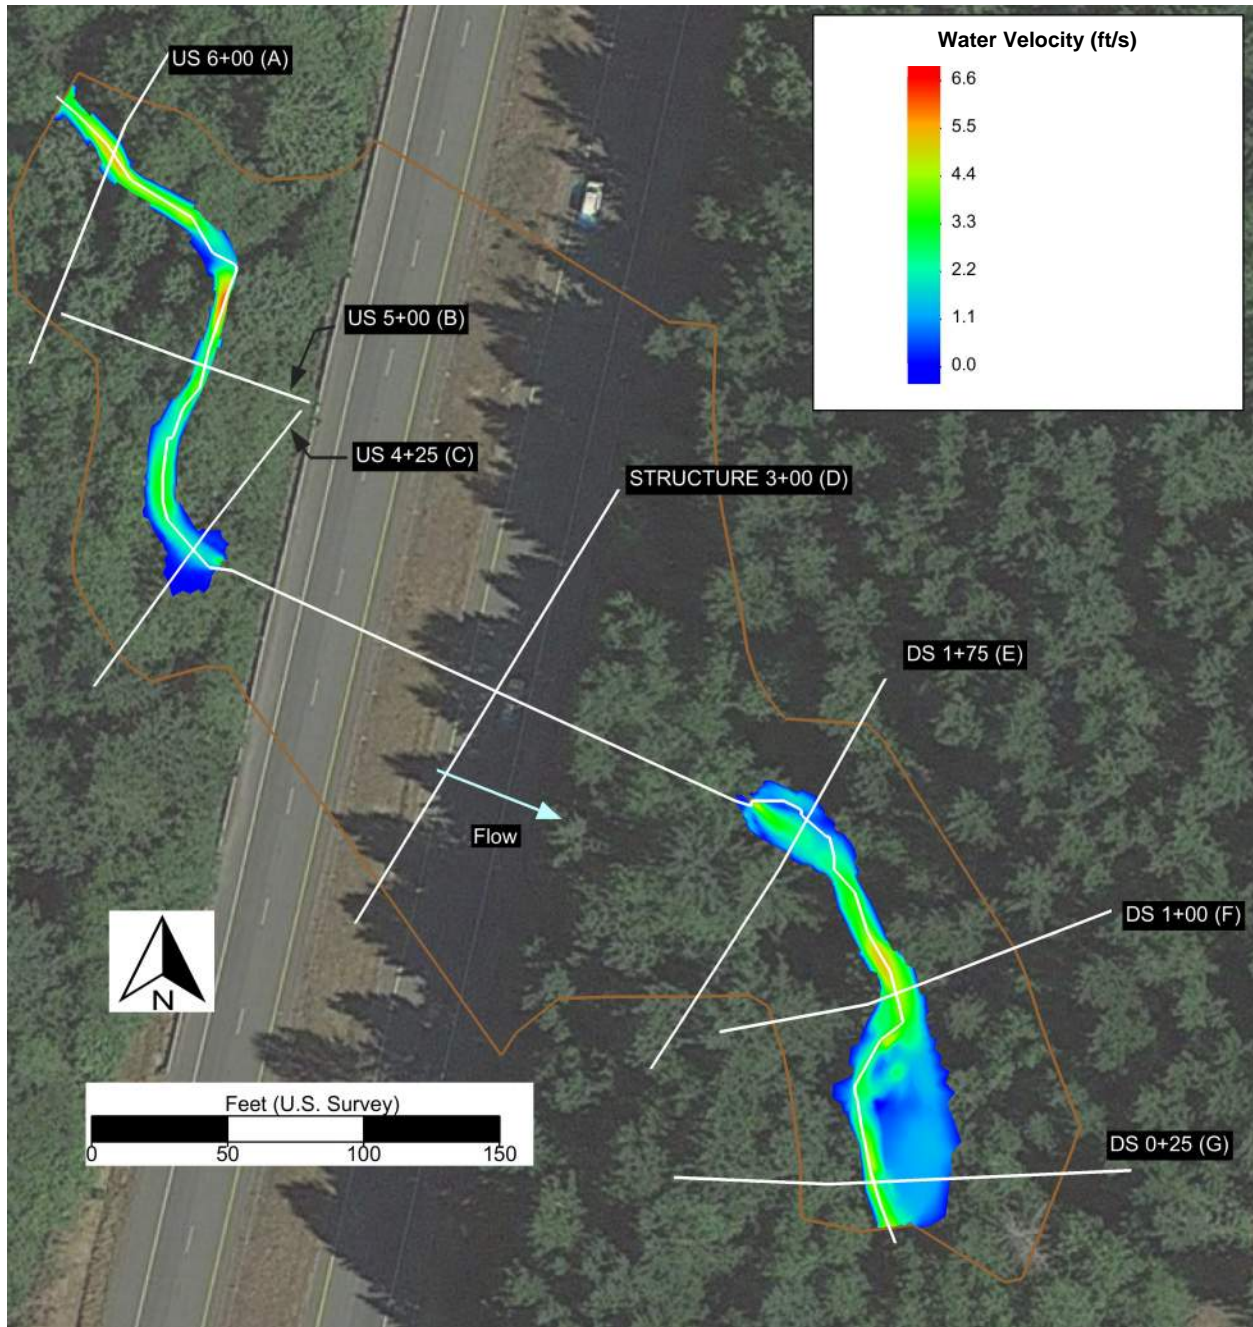 US 6+00 (A)
Water Velocity (ft/s)
6.6
5.5
4.4
3.3
2.2
1.1
0.0
US 5+00 (B)
US 4+25 (C)
STRUCTURE 3+00 (D)
DS 1+75 (E)
Flow
DS 1+00 (F)
N
Feet (U.S. Survey)
0 50 100 150
DS 0+25 (G)